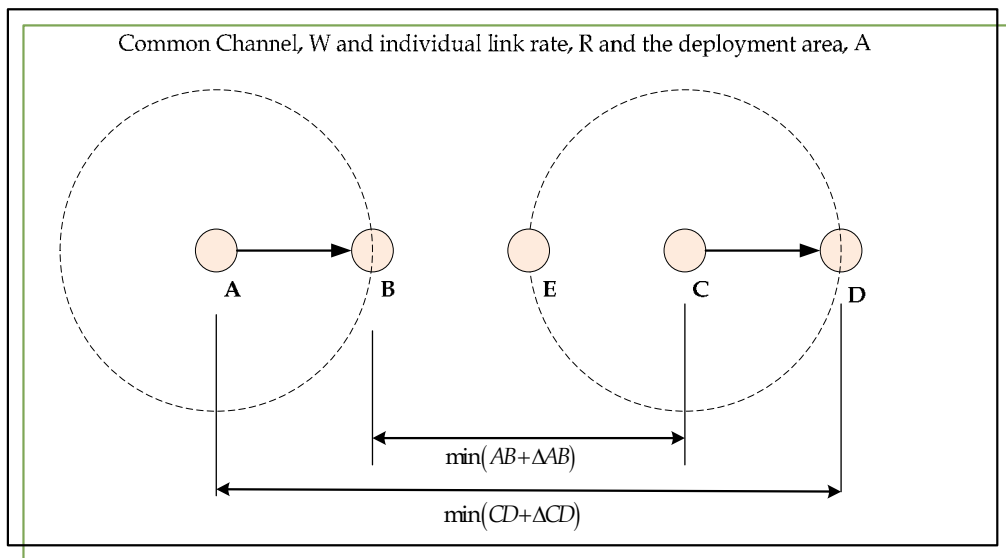 Common Channel, W and individual link rate, R and the deployment area, A
A
B
E
C
D
min(AB+ΔAB)
min(CD+ΔCD)